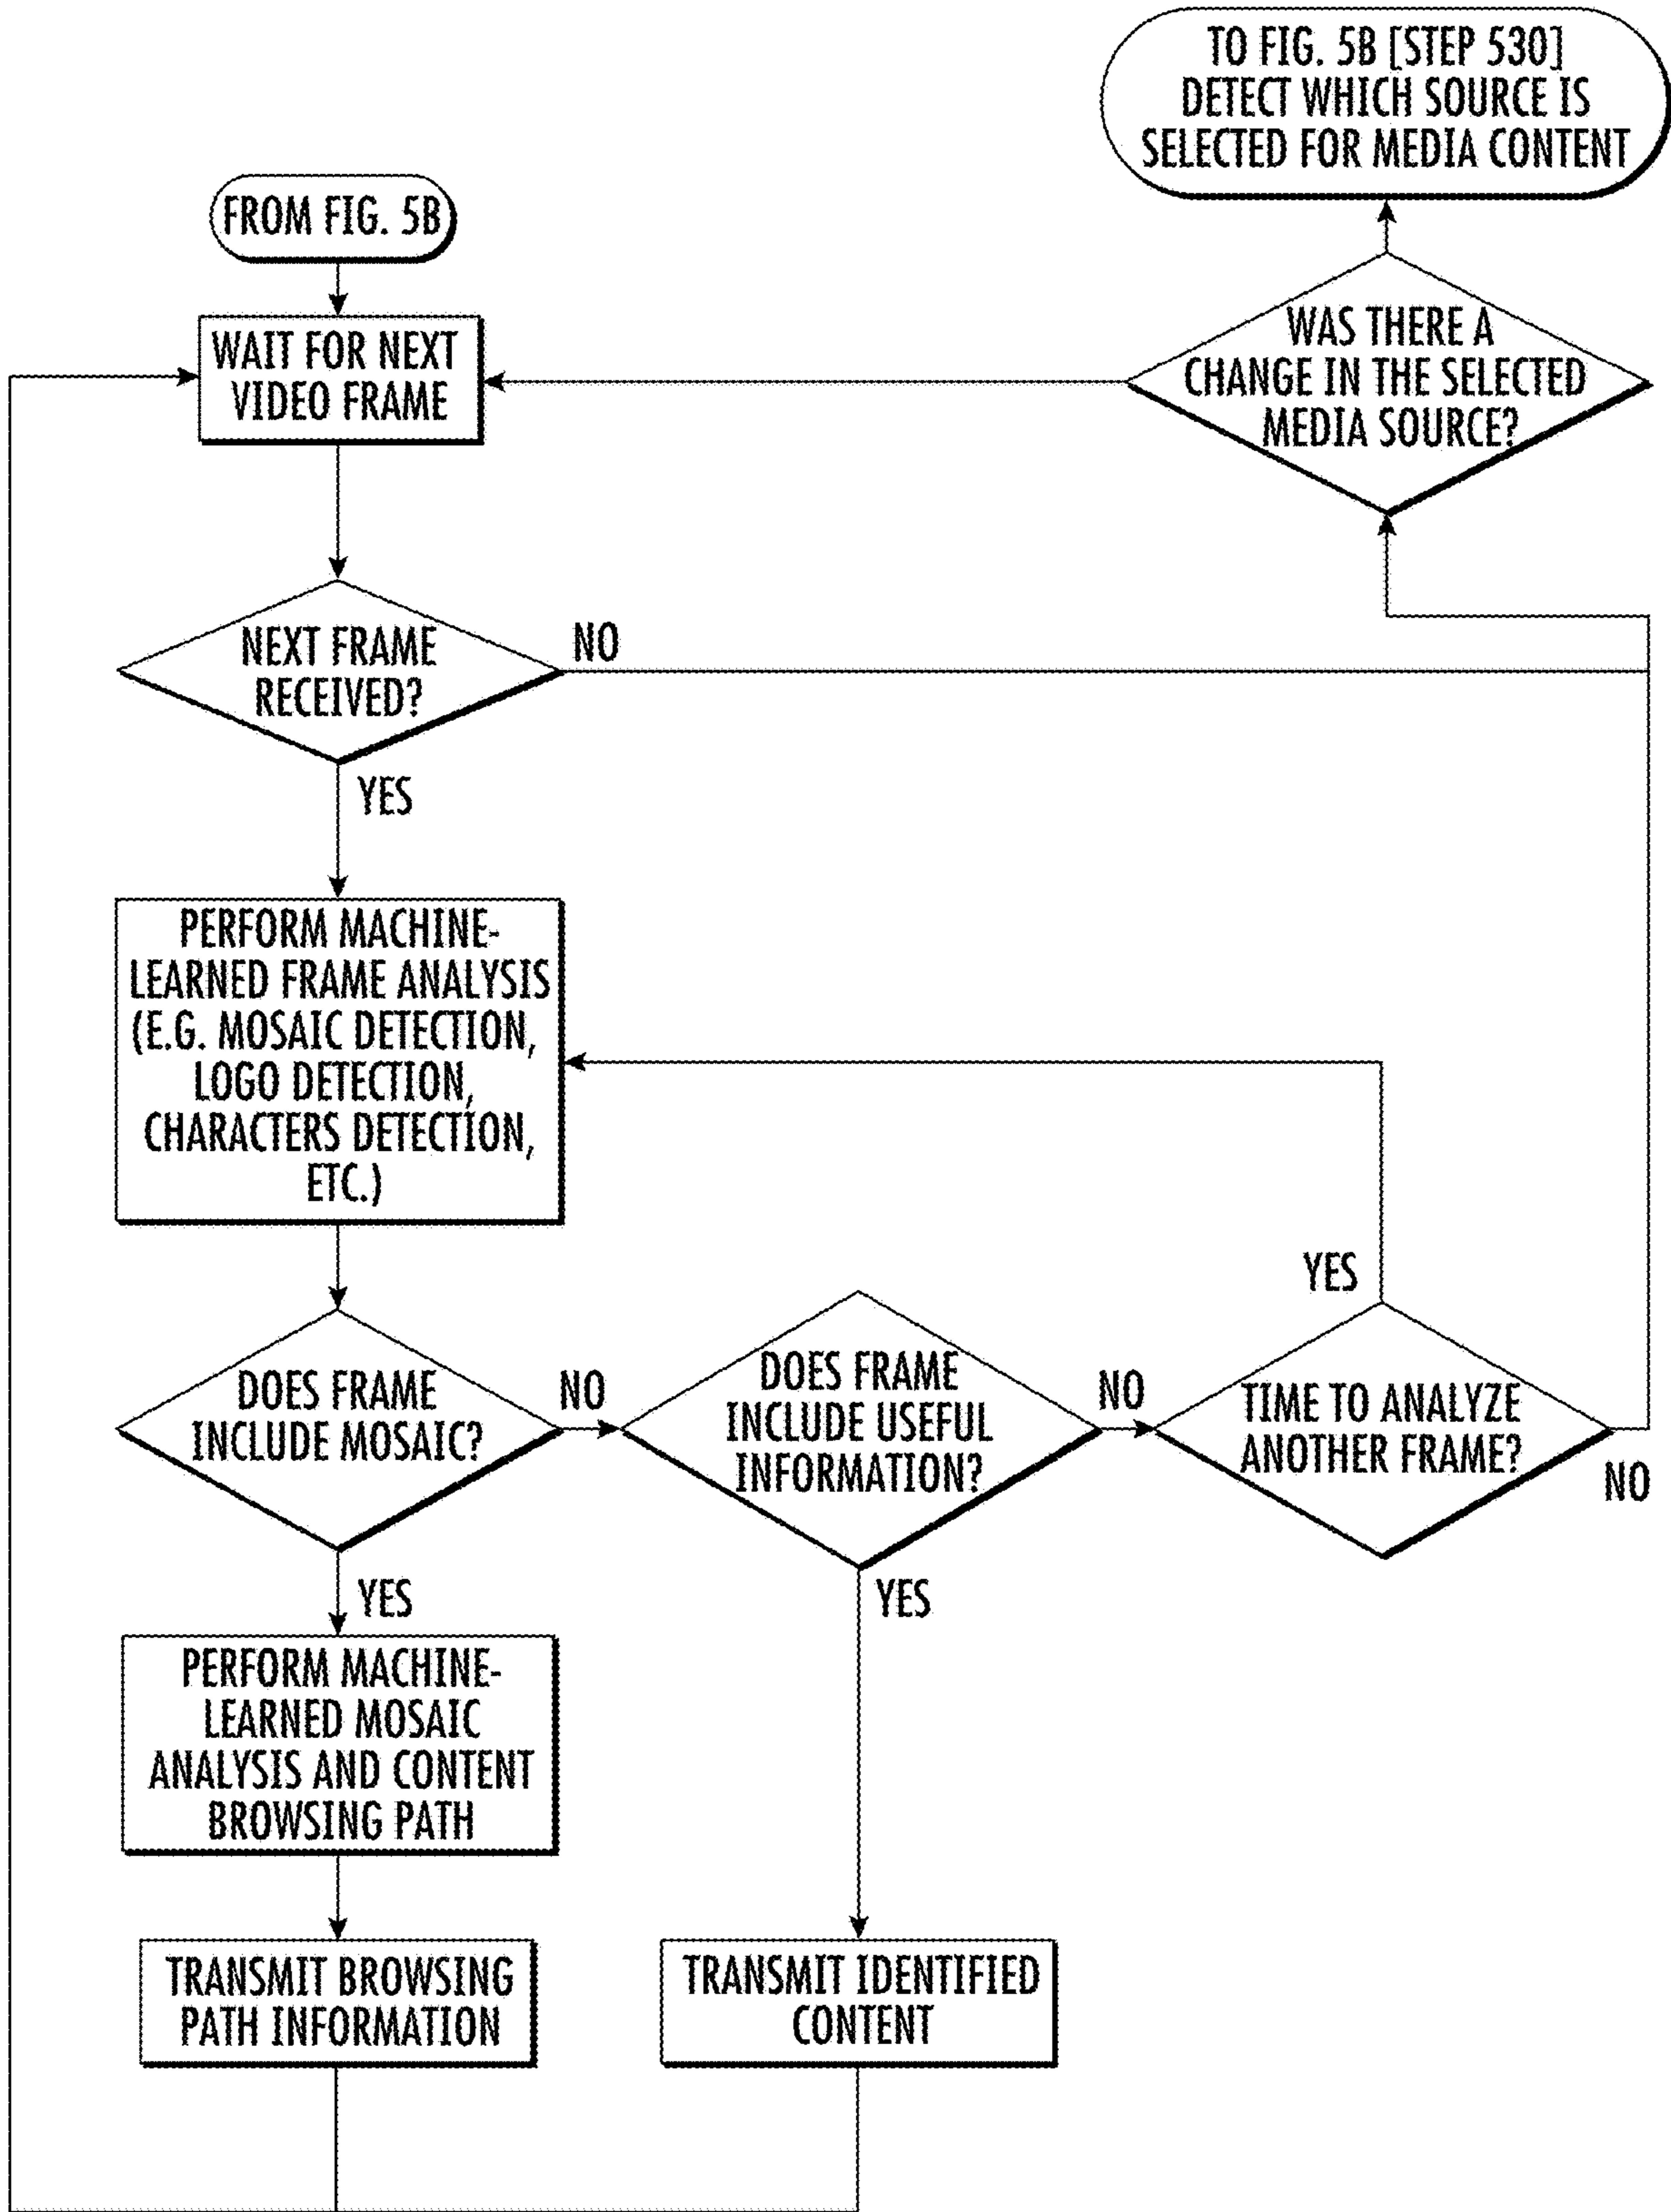 TO FIG. 5B [STEP 530]
DETECT WHICH SOURCE IS
SELECTED FOR MEDIA CONTENT
FROM FIG. 5B
WAIT FOR NEXT
VIDEO FRAME
WAS THERE A
CHANGE IN THE SELECTED
MEDIA SOURCE?
NEXT FRAME
RECEIVED?
NO
YES
PERFORM MACHINE-
LEARNED FRAME ANALYSIS
(E.G. MOSAIC DETECTION,
LOGO DETECTION,
CHARACTERS DETECTION,
ETC.)
DOES FRAME
INCLUDE MOSAIC?
NO
DOES FRAME
INCLUDE USEFUL
INFORMATION?
NO
YES
TIME TO ANALYZE
ANOTHER FRAME?
NO
YES
YES
PERFORM MACHINE-
LEARNED MOSAIC
ANALYSIS AND CONTENT
BROWSING PATH
TRANSMIT BROWSING
PATH INFORMATION
TRANSMIT IDENTIFIED
CONTENT